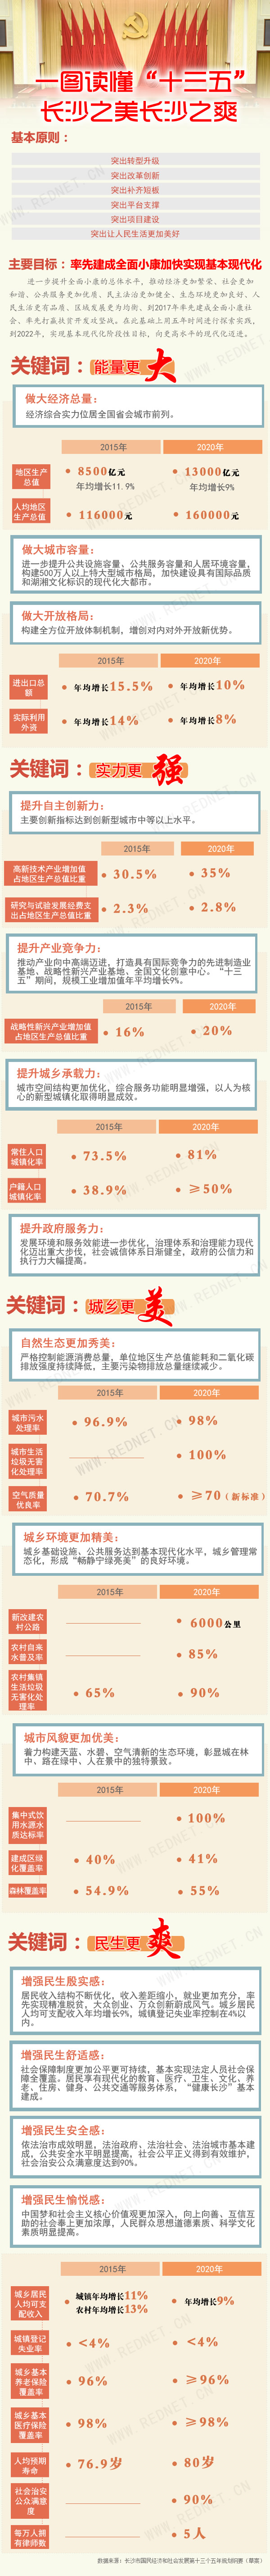 一图读懂“十三五”
长沙之美长沙之爽
基本原则：
突出转型升级
突出改革创新
突出补齐短板
突出平台支撑
突出项目建设
突出让人民生活更加美好
主要目标：率先建成全面小康加快实现基本现代化
进一步提升全面小康的总体水平，推动经济更加繁荣、社会更加和谐、公共服务更加优质、民主法治更加健全、生态环境更加良好、人民生活更有品质、区域发展更为均衡，到2017年率先建成全面小康社会、率先打赢扶贫开发攻坚战。在此基础上同五年时间进行探索实践，到2022年，实现基本现代化阶段性目标，向更高水平的现代化迈进。
关键词：能量更大
做大经济总量：
经济综合实力位居全国省会城市前列。
2015年 2020年
地区生产总值 8500亿元 年均增长11.9% 13000亿元 年均增长9%
人均地区生产总值 116000元 160000元
做大城市容量：
进一步提升公共设施容量、公共服务容量和人居环境容量，构建500万人以上特大型城市格局，加快建设具有国际品质和湖湘文化标识的现代化大都市。
做大开放格局：
构建全方位开放体制机制，增创对内对外开放新优势。
2015年 2020年
进出口总额 年均增长15.5% 年均增长10%
实际利用外资 年均增长14% 年均增长8%
关键词：实力更强
提升自主创新力：
主要创新指标达到创新型城市中等以上水平。
2015年 2020年
高新技术产业增加值占地区生产总值比重 30.5% 35%
研究与试验发展经费支出占地区生产总值比重 2.3% 2.8%
提升产业竞争力：
推动产业向中高端迈进，打造具有国际竞争力的先进制造业基地、战略性新兴产业基地、全国文化创意中心。“十三五”期间，规模工业增加值年平均增长9%。
2015年 2020年
战略性新兴产业增加值占地区生产总值比重 16% 20%
提升城乡承载力：
城市空间结构更加优化，综合服务功能明显增强，以人为核心的新型城镇化取得明显成效。
2015年 2020年
常住人口城镇化率 73.5% 81%
户籍人口城镇化率 38.9% ≥50%
提升政府服务力：
发展环境和服务效能进一步优化，治理体系和治理能力现代化迈出重大步伐，社会诚信体系日渐健全，政府的公信力和执行力大幅提高。
关键词：城乡更美
自然生态更加秀美：
严格控制能源消费总量，单位地区生产总值能耗和二氧化碳排放强度持续降低，主要污染物排放总量继续减少。
2015年 2020年
城市污水处理率 96.9% 98%
城市生活垃圾无害化处理率 100%
空气质量优良率 70.7% ≥70（新标准）
城乡环境更加精美：
城乡基础设施、公共服务达到基本现代化水平，城乡管理常态化，形成“畅静宁绿亮美”的良好环境。
2015年 2020年
新改建农村公路 6000公里
农村自来水普及率 85%
农村集镇生活垃圾无害化处理率 65% 90%
城市风貌更加优美：
着力构建天蓝、水碧、空气清新的生态环境，彰显城在林中、路在绿中、人在景中的独特景致。
2015年 2020年
集中式饮用水源水质达标率 100%
建成区绿化覆盖率 40% 41%
森林覆盖率 54.9% 55%
关键词：民生更爽
增强民生殷实感：
居民收入结构不断优化，收入差距缩小，就业更加充分，率先实现精准脱贫，大众创业、万众创新蔚成风气。城乡居民人均可支配收入年均增长9%，城镇登记失业率控制在4%以内。
增强民生舒适感：
社会保障制度更加公平更可持续，基本实现法定人员社会保障全覆盖。居民享有现代化的教育、医疗、卫生、文化、养老、住房、健身、公共交通等服务体系，“健康长沙”基本建成。
增强民生安全感：
依法治市成效明显，法治政府、法治社会、法治城市基本建成，公共安全水平明显提高，社会公平正义得到有效维护，社会治安公众满意度达到90%。
增强民生愉悦感：
中国梦和社会主义核心价值观更加深入，向上向善、互信互助的社会奉上更加浓厚，人民群众思想道德素质、科学文化素质明显提高。
2015年 2020年
城乡居民人均可支配收入 城镇年均增长11% 农村年均增长13% 年均增长9%
城镇登记失业率 <4% <4%
城乡基本养老保险覆盖率 96% ≥96%
城乡基本医疗保险覆盖率 98% ≥98%
人均预期寿命 76.9岁 80岁
社会治安公众满意度 90%
每万人拥有律师数 5人
数据来源：长沙市国民经济和社会发展第十三个五年规划纲要（草案）